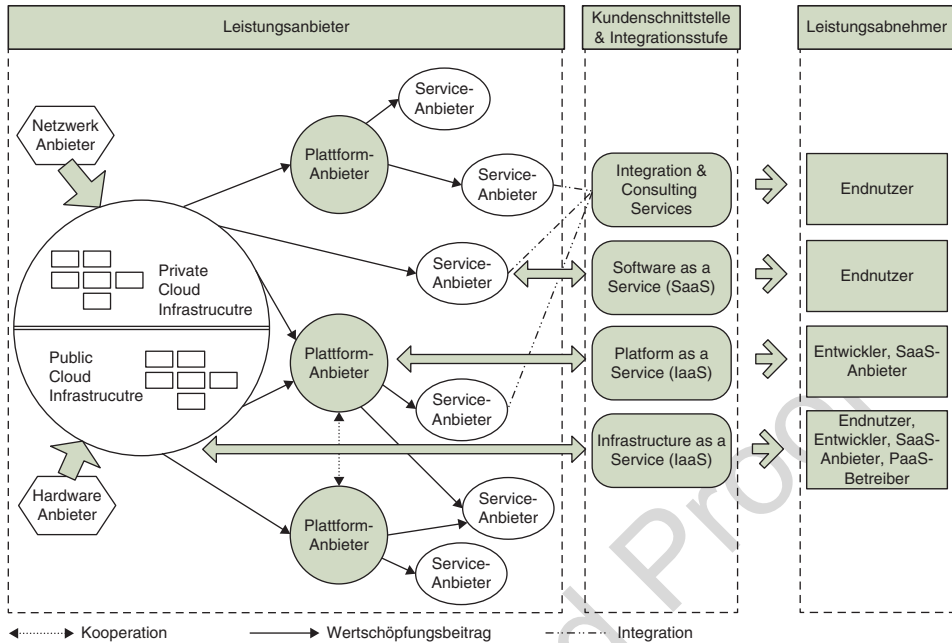 Leistungsanbieter
Kundenschnittstelle
& Integrationsstufe
Leistungsabnehmer
Netzwerk
Anbieter
Private
Cloud
Infrastrucutre
Public
Cloud
Infrastrucutre
Hardware
Anbieter
Plattform-
Anbieter
Service-
Anbieter
Service-
Anbieter
Service-
Anbieter
Plattform-
Anbieter
Service-
Anbieter
Plattform-
Anbieter
Service-
Anbieter
Service-
Anbieter
Integration &
Consulting
Services
Software as a
Service (SaaS)
Platform as a
Service (IaaS)
Infrastructure as a
Service (IaaS)
Endnutzer
Endnutzer
Entwickler, SaaS-
Anbieter
Endnutzer,
Entwickler, SaaS-
Anbieter, PaaS-
Betreiber
Kooperation
Wertschöpfungsbeitrag
Integration